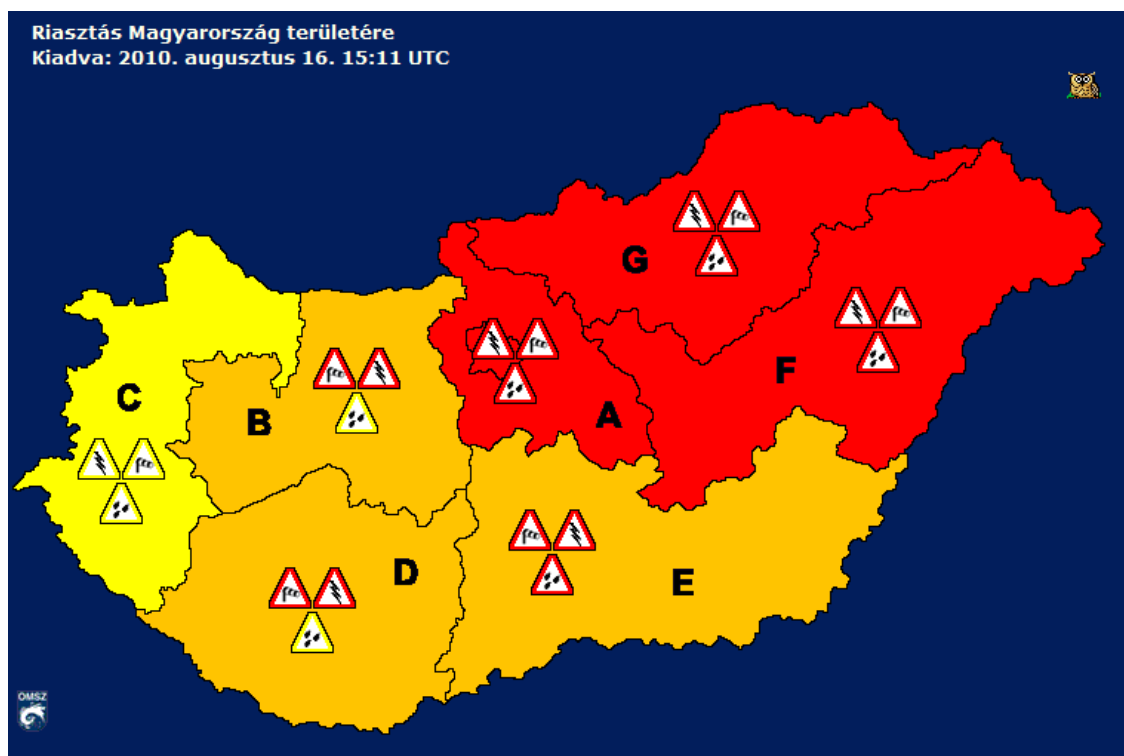 Riasztás Magyarország területére
Kiadva: 2010. augusztus 16. 15:11 UTC
G
F
C
B
A
D
E
OMSZ